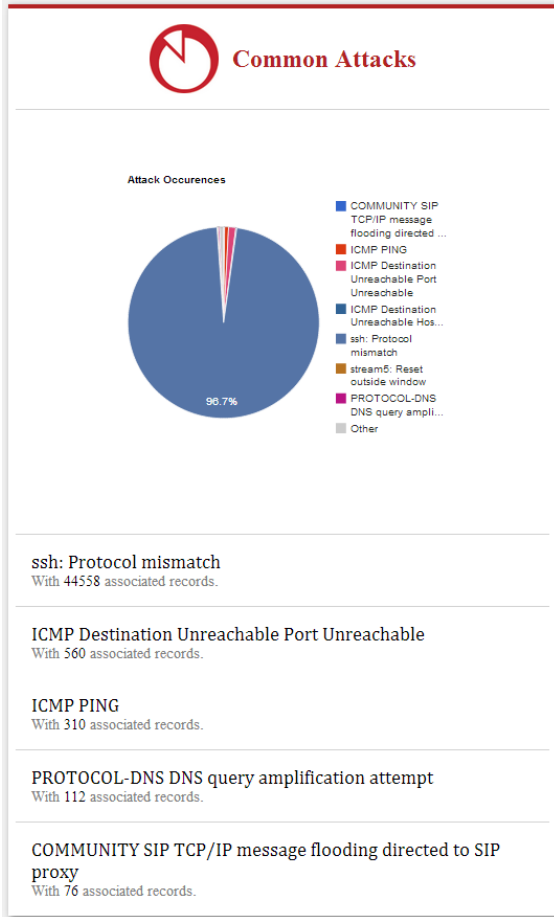 Common Attacks
Attack Occurences
COMMUNITY SIP
TCP/IP message
flooding directed ...
ICMP PING
ICMP Destination
Unreachable Port
Unreachable
ICMP Destination
Unreachable Hos...
ssh: Protocol
mismatch
stream5: Reset
outside window
PROTOCOL-DNS
DNS query ampli...
Other
96.7%
ssh: Protocol mismatch
With 44558 associated records.
ICMP Destination Unreachable Port Unreachable
With 560 associated records.
ICMP PING
With 310 associated records.
PROTOCOL-DNS DNS query amplification attempt
With 112 associated records.
COMMUNITY SIP TCP/IP message flooding directed to SIP
proxy
With 76 associated records.